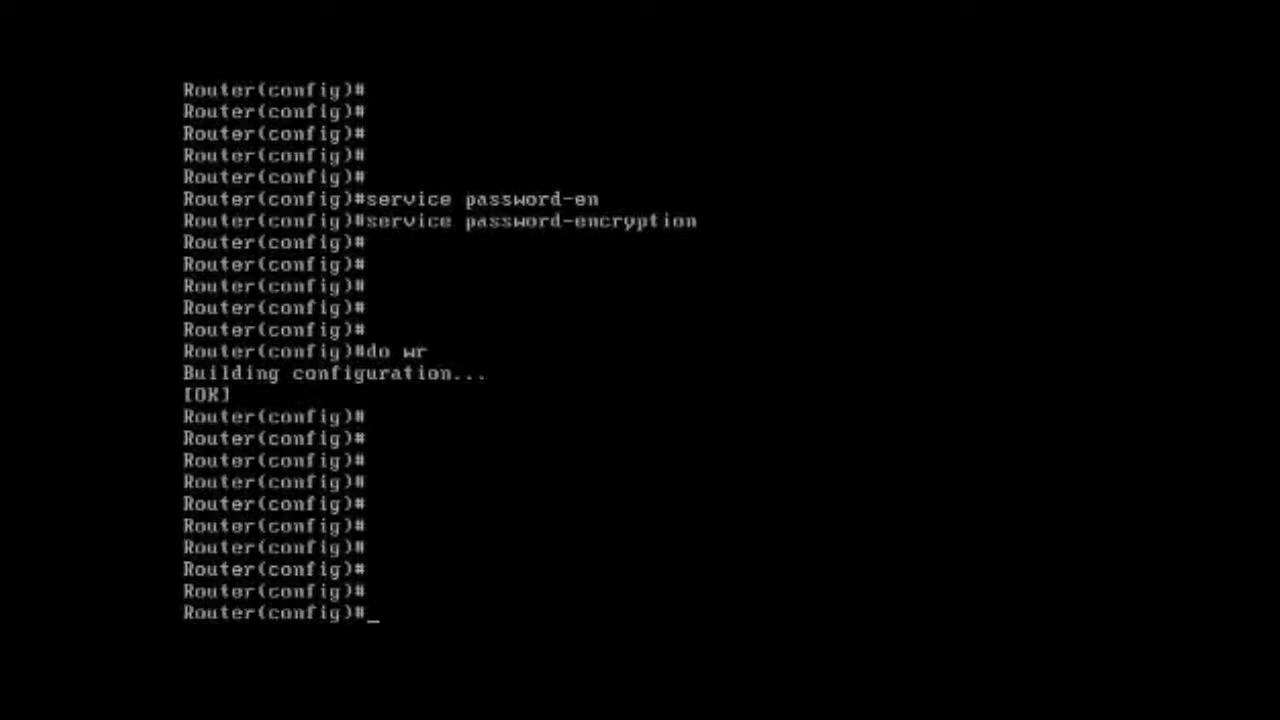 Router(config)#
Router(config)#
Router(config)#
Router(config)#
Router(config)#
Router(config)#service password-en
Router(config)#service password-encryption
Router(config)#
Router(config)#
Router(config)#
Router(config)#
Router(config)#
Router(config)#do wr
Building configuration...
[OK]
Router(config)#
Router(config)#
Router(config)#
Router(config)#
Router(config)#
Router(config)#
Router(config)#
Router(config)#
Router(config)#
Router(config)#_